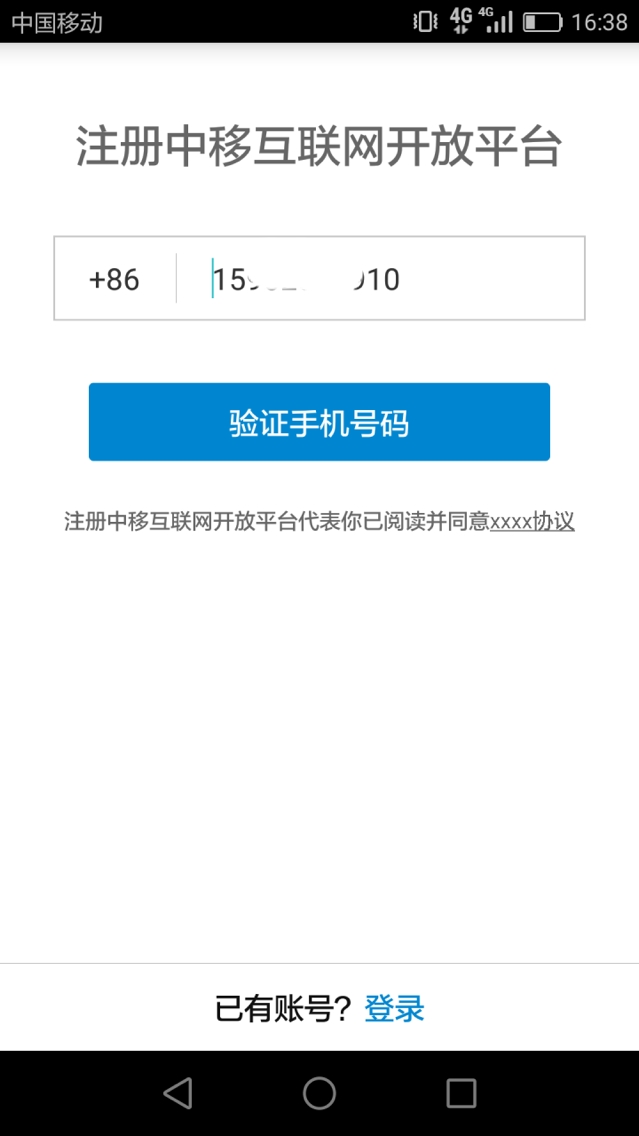 中国移动 4G 4G 16:38
注册中移互联网开放平台
+86 15 10
验证手机号码
注册中移互联网开放平台代表你已阅读并同意xxxx协议
已有账号？ 登录